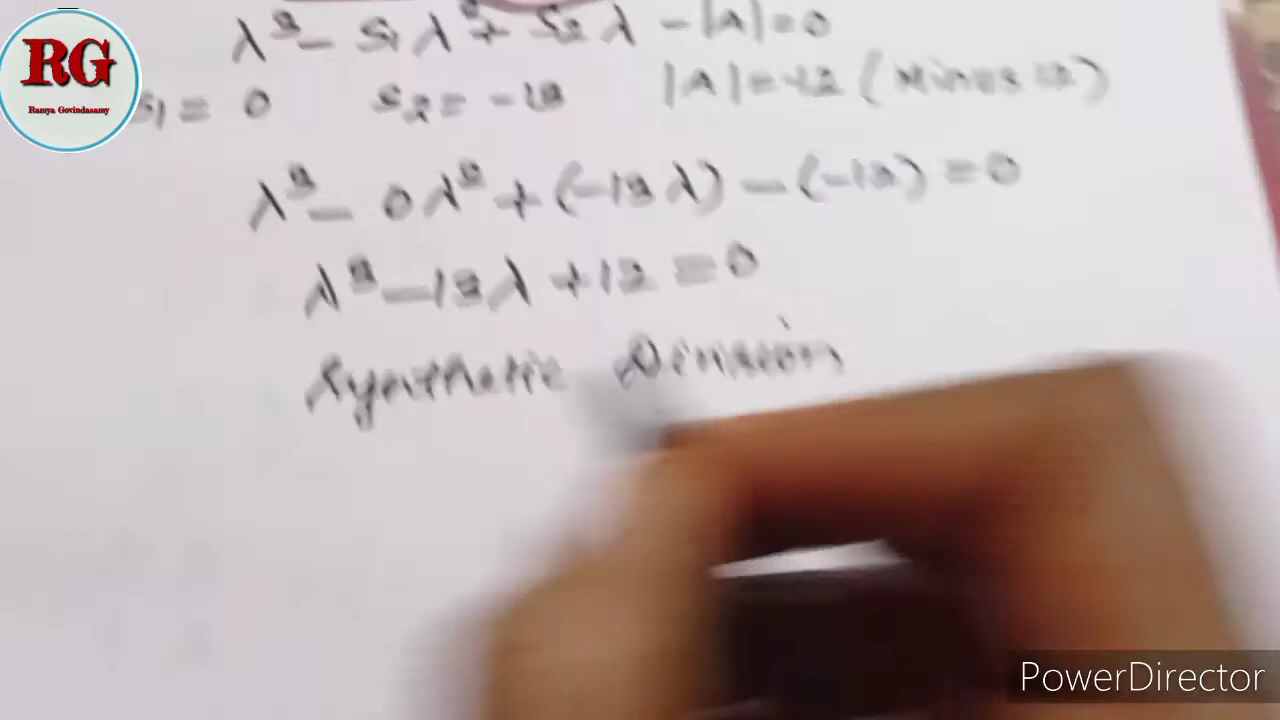 λ³ - S₁λ² + S₂λ - |A| = 0
RG
Ramya Govindasamy
S₁ = 0 S₂ = -13 |A| = -12 (Minus 12)
λ³ - 0λ² + (-13λ) - (-12) = 0
λ³ - 13λ + 12 = 0
Synthetic Division
PowerDirector